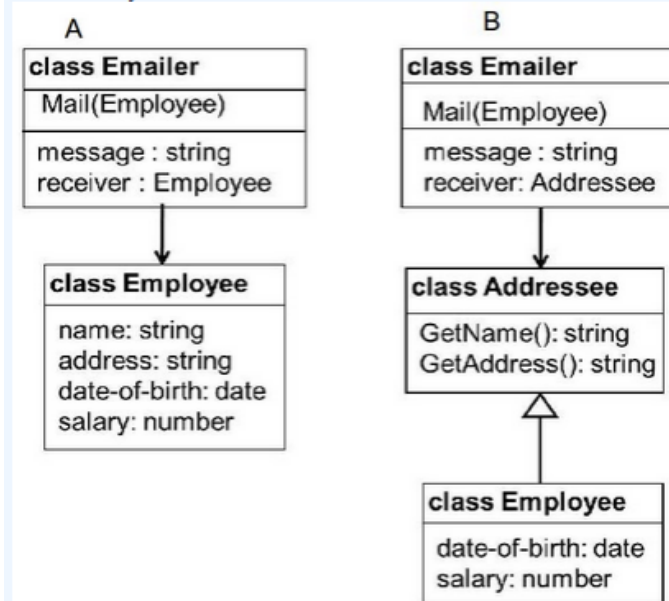 A
class Emailer
Mail(Employee)
message : string
receiver : Employee
class Employee
name: string
address: string
date-of-birth: date
salary: number
B
class Emailer
Mail(Employee)
message : string
receiver: Addressee
class Addressee
GetName(): string
GetAddress(): string
class Employee
date-of-birth: date
salary: number